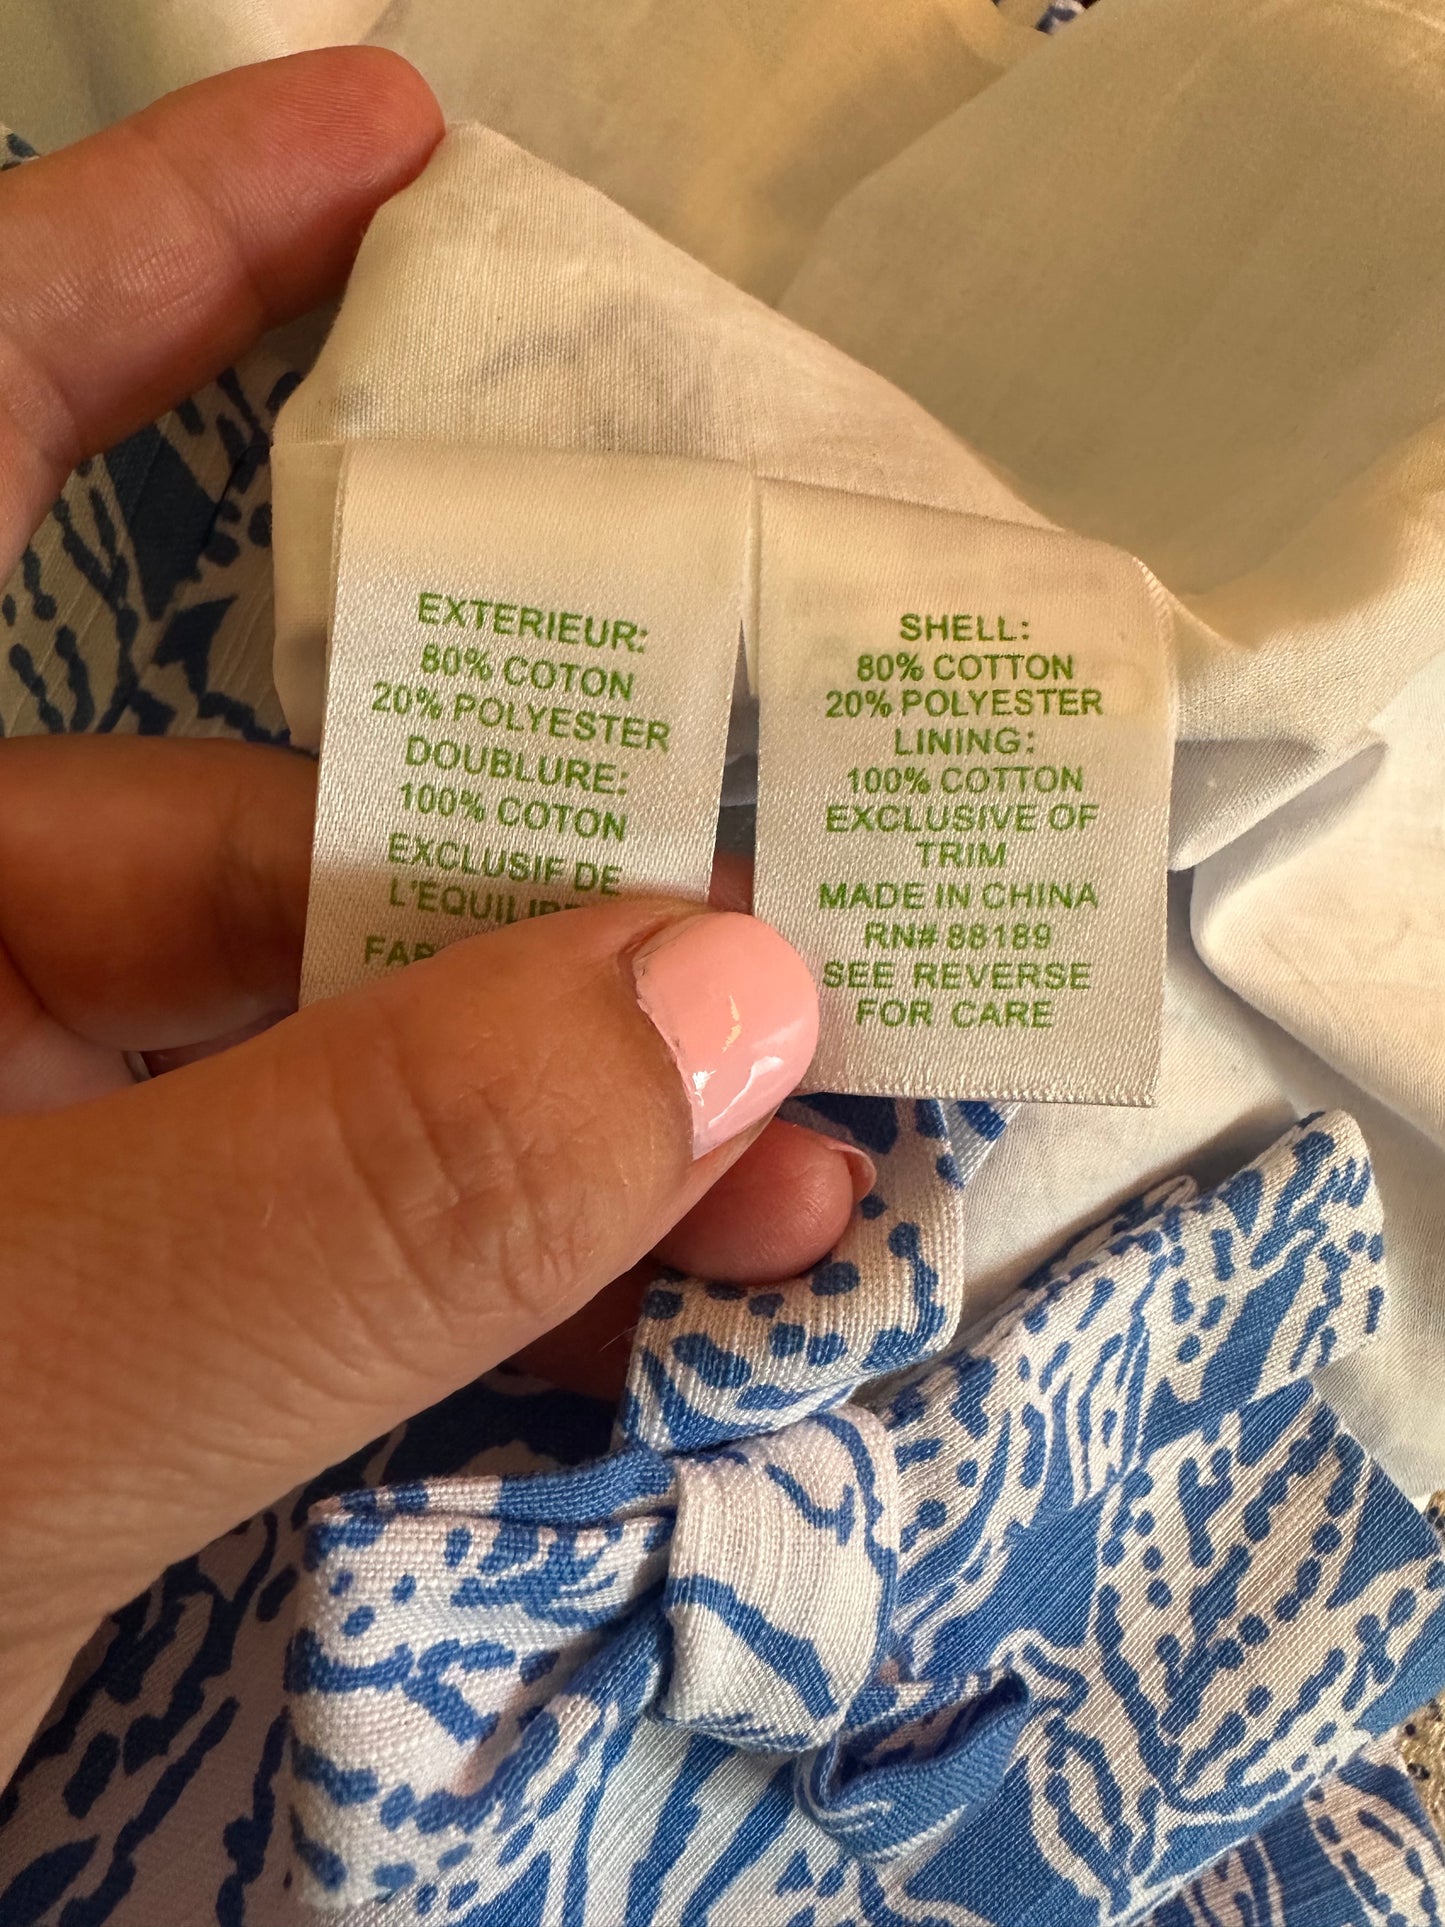 EXTERIEUR:
80% COTON
20% POLYESTER
DOUBLURE:
100% COTON
EXCLUSIF DE
SHELL:
80% COTTON
20% POLYESTER
LINING:
100% COTTON
EXCLUSIVE OF
TRIM
MADE IN CHINA
RN# 88189
SEE REVERSE
FOR CARE